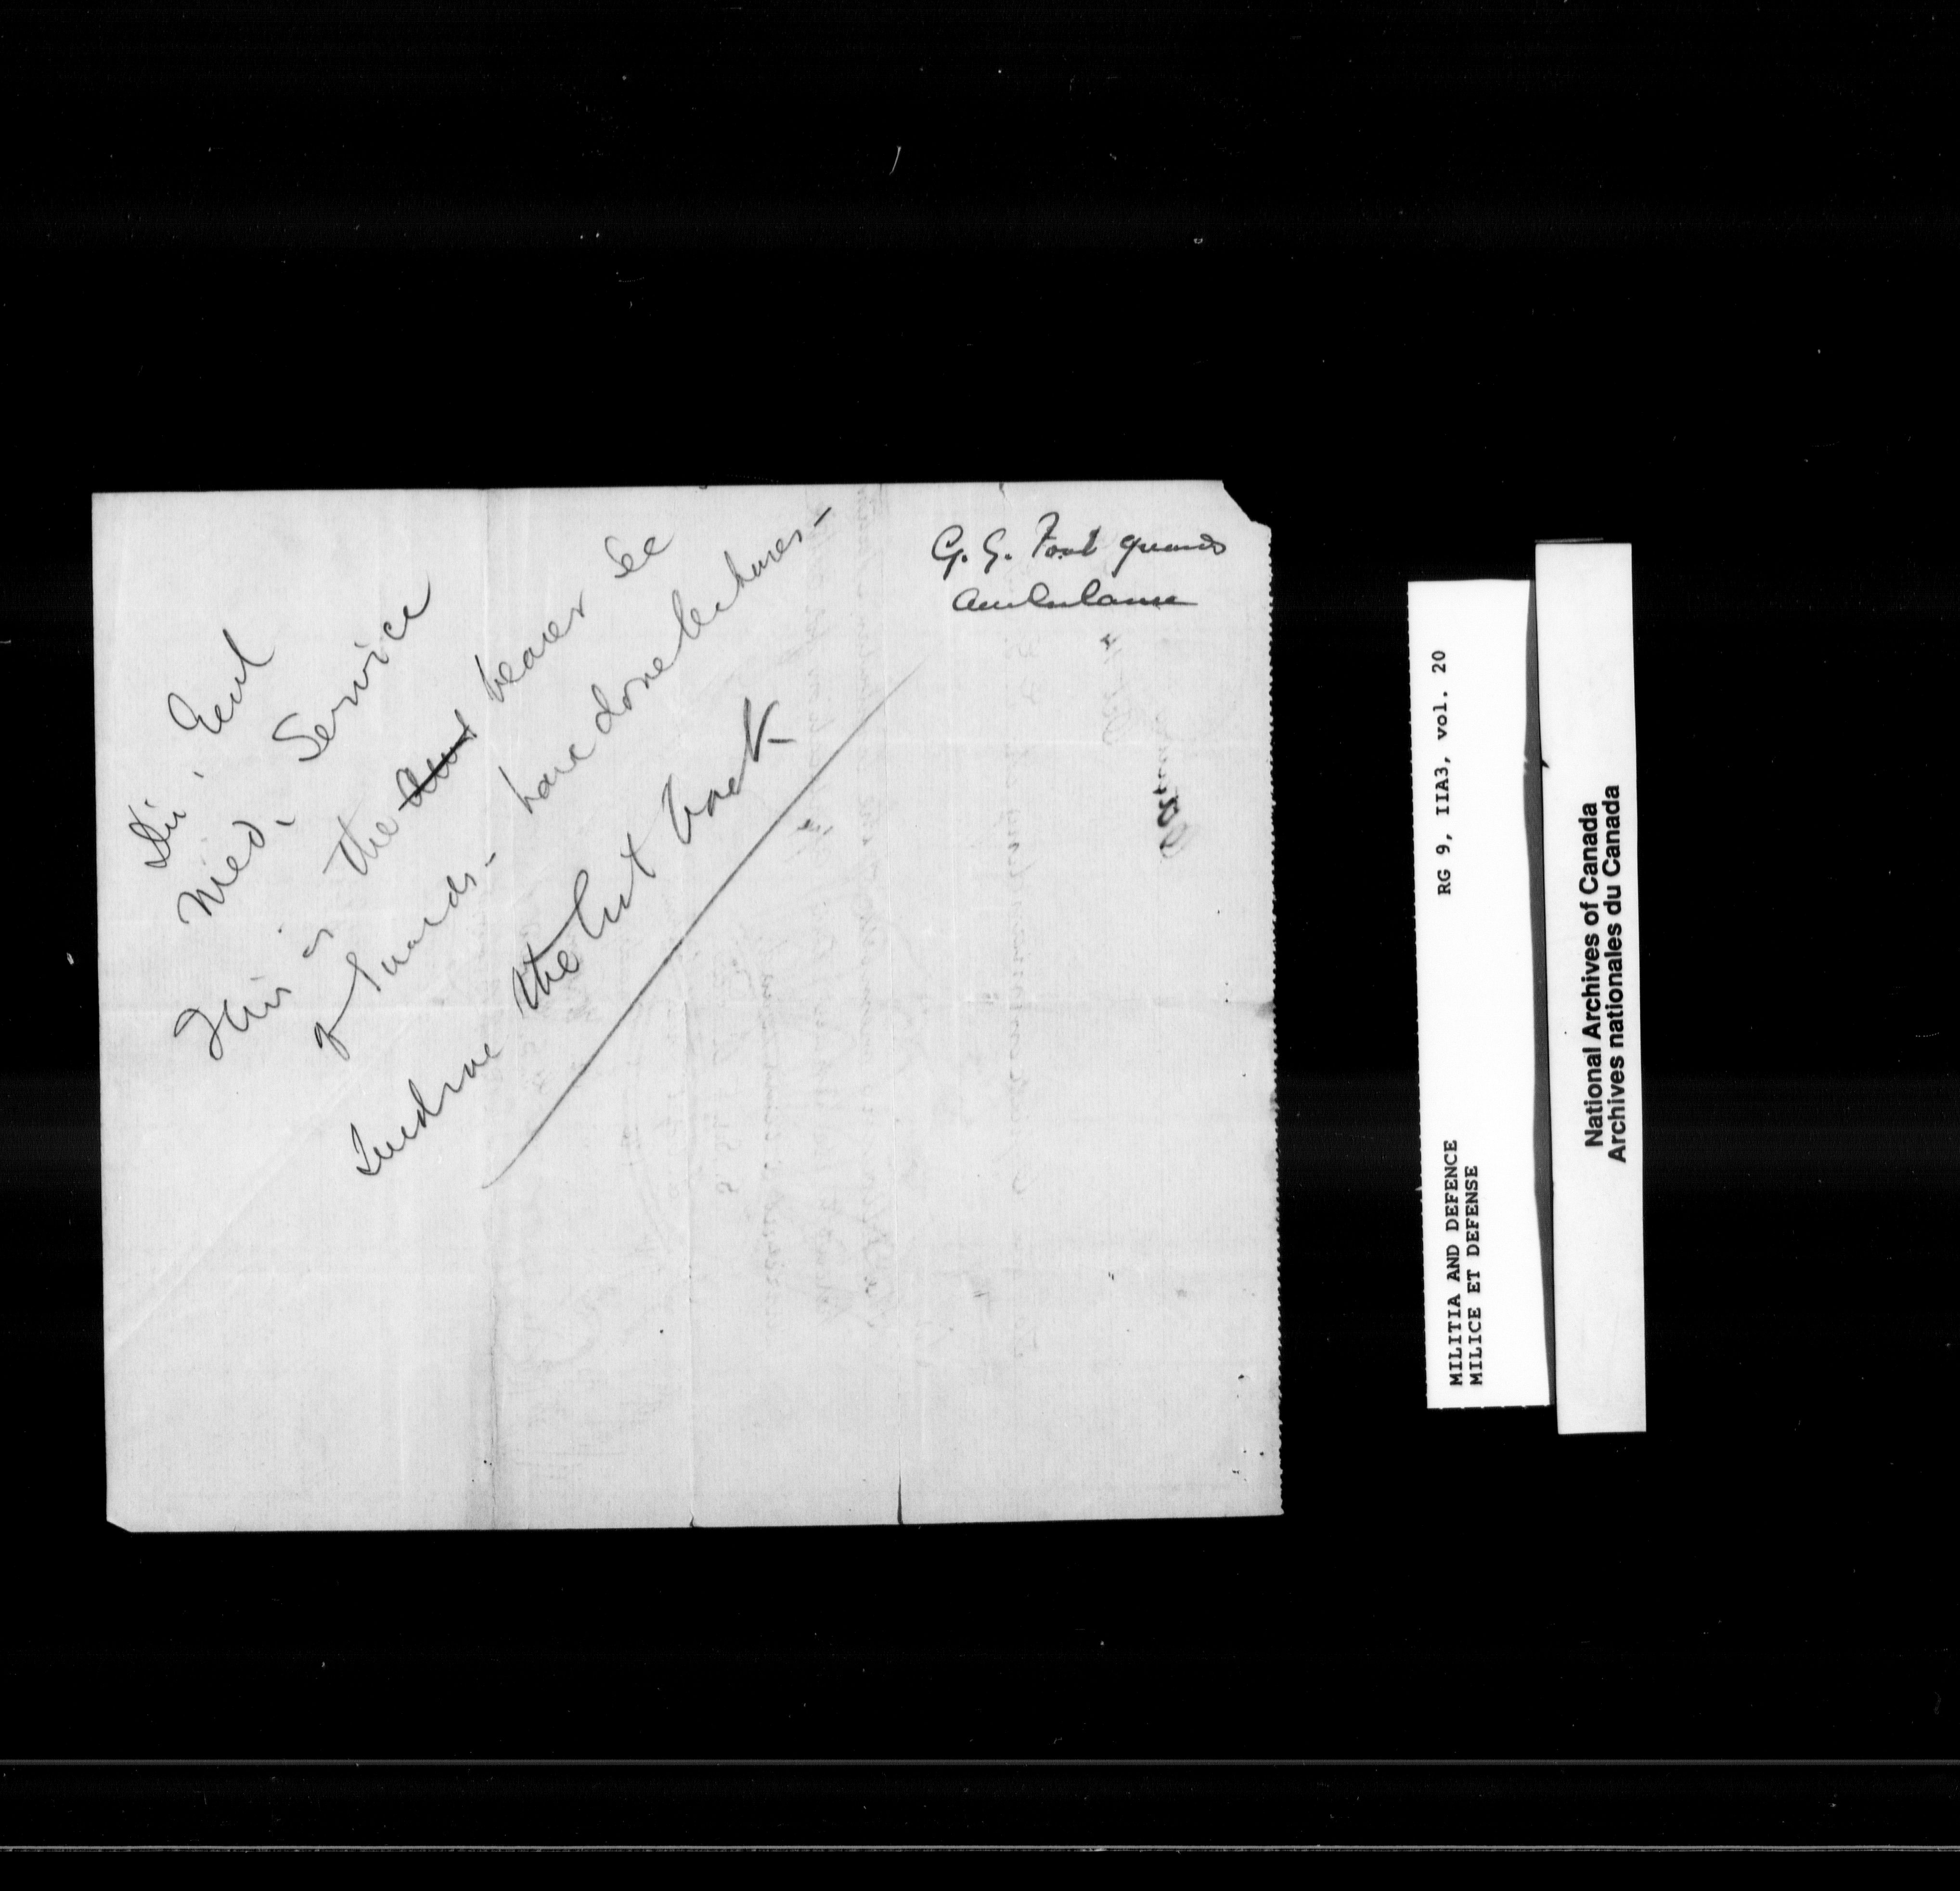 Dir. Genl
Med. Service
This is the Amb bearer Se
of Guards - have done lectures -
the list back
G. G. Foot guards
Ambulance
RG 9, IIA3, vol. 20
MILITIA AND DEFENCE
MILICE ET DEFENSE
National Archives of Canada
Archives nationales du Canada